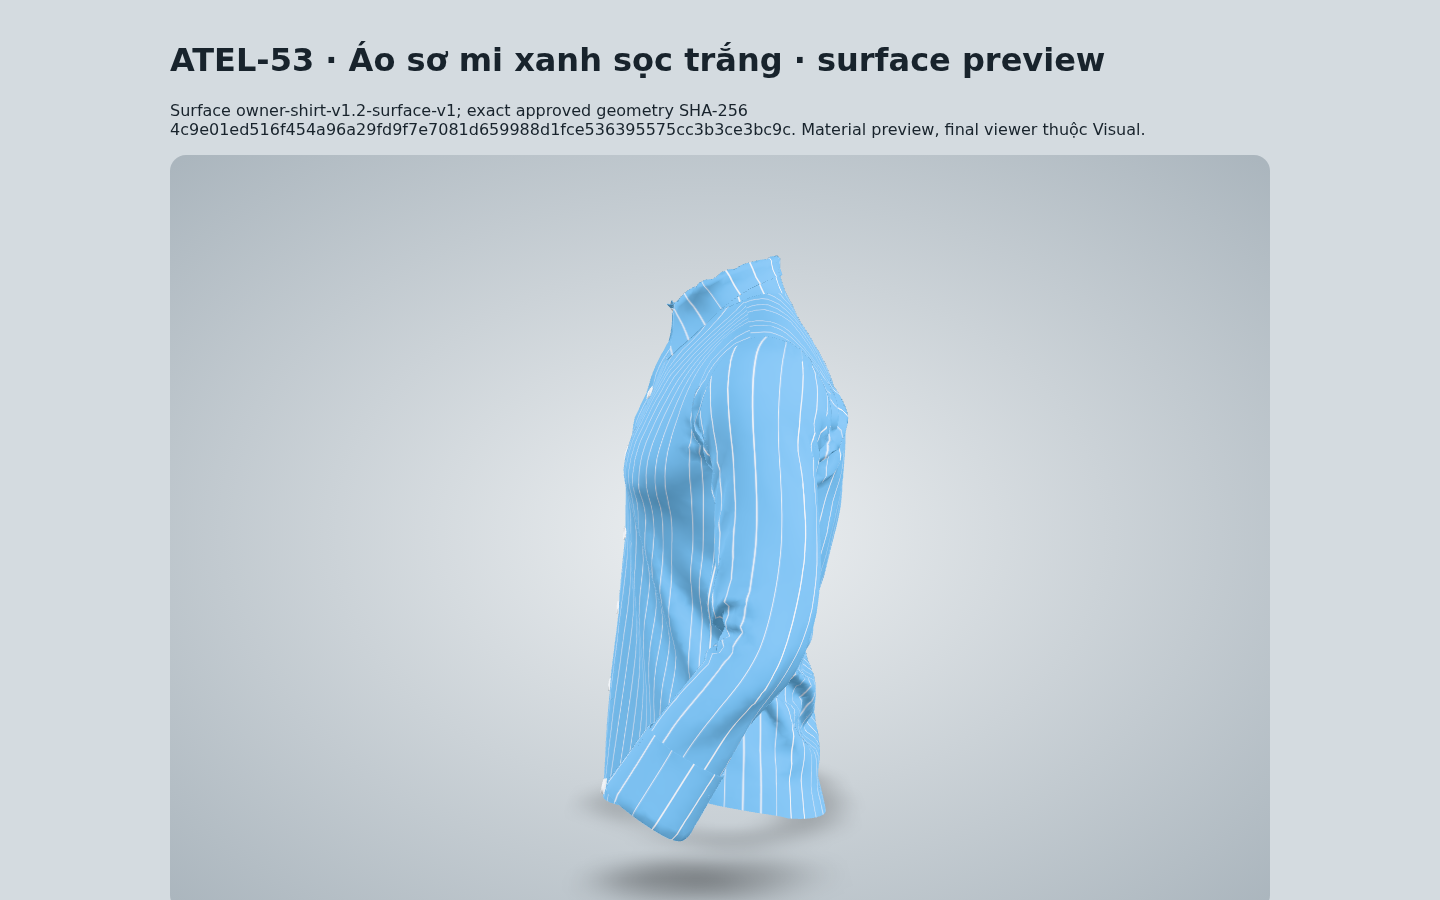 ATEL-53 · Áo sơ mi xanh sọc trắng · surface preview
Surface owner-shirt-v1.2-surface-v1; exact approved geometry SHA-256
4c9e01ed516f454a96a29fd9f7e7081d659988d1fce536395575cc3b3ce3bc9c. Material preview, final viewer thuộc Visual.